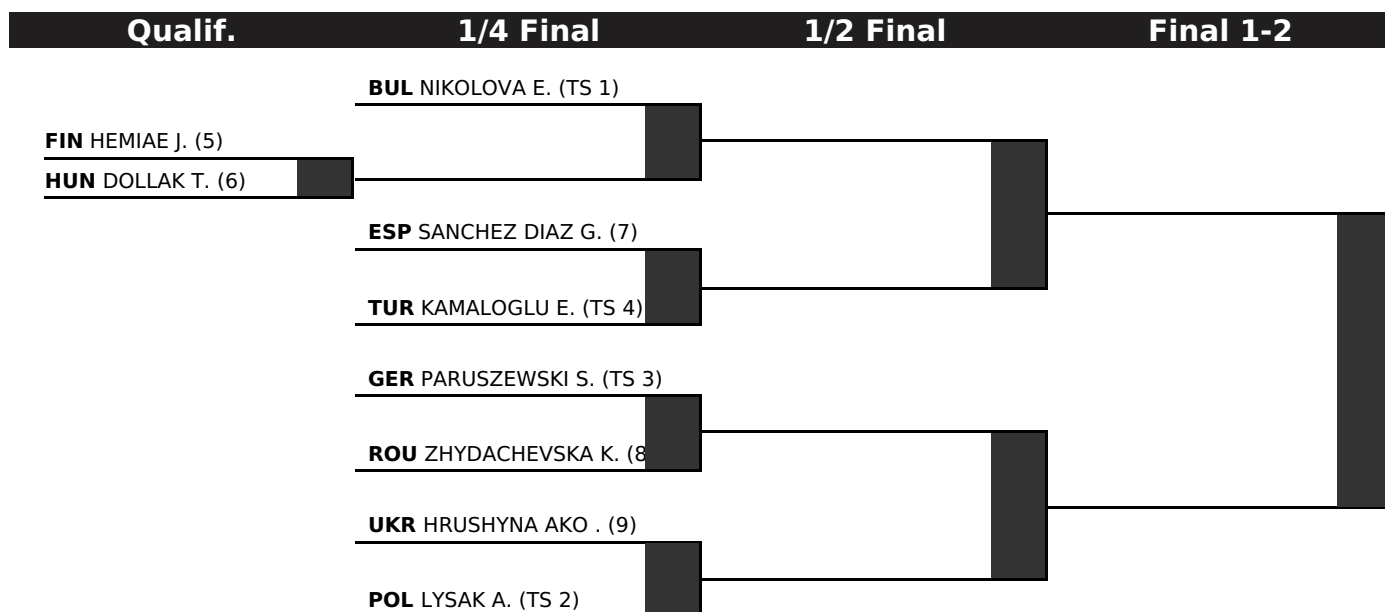 Qualif. 1/4 Final 1/2 Final Final 1-2
BUL NIKOLOVA E. (TS 1)
FIN HEMIAE J. (5)
HUN DOLLAK T. (6)
ESP SANCHEZ DIAZ G. (7)
TUR KAMALOGLU E. (TS 4)
GER PARUSZEWSKI S. (TS 3)
ROU ZHYDACHEVSKA K. (8
UKR HRUSHYNA AKO . (9)
POL LYSAK A. (TS 2)